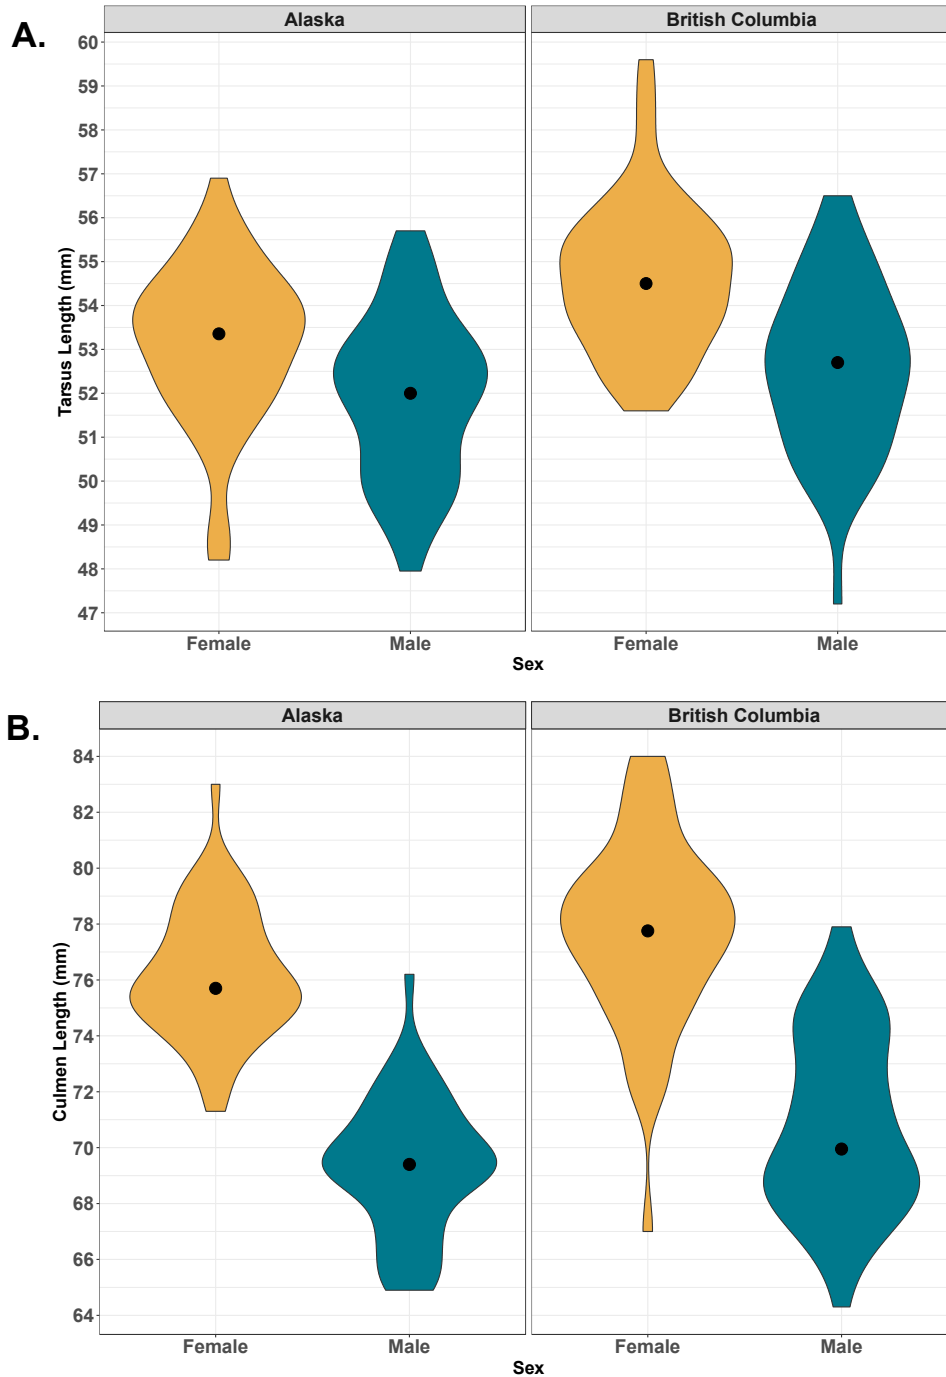 A.
Alaska
British Columbia
Tarsus Length (mm)
60
59
58
57
56
55
54
53
52
51
50
49
48
47
Female
Male
Female
Male
Sex
B.
Alaska
British Columbia
Culmen Length (mm)
84
82
80
78
76
74
72
70
68
66
64
Female
Male
Female
Male
Sex